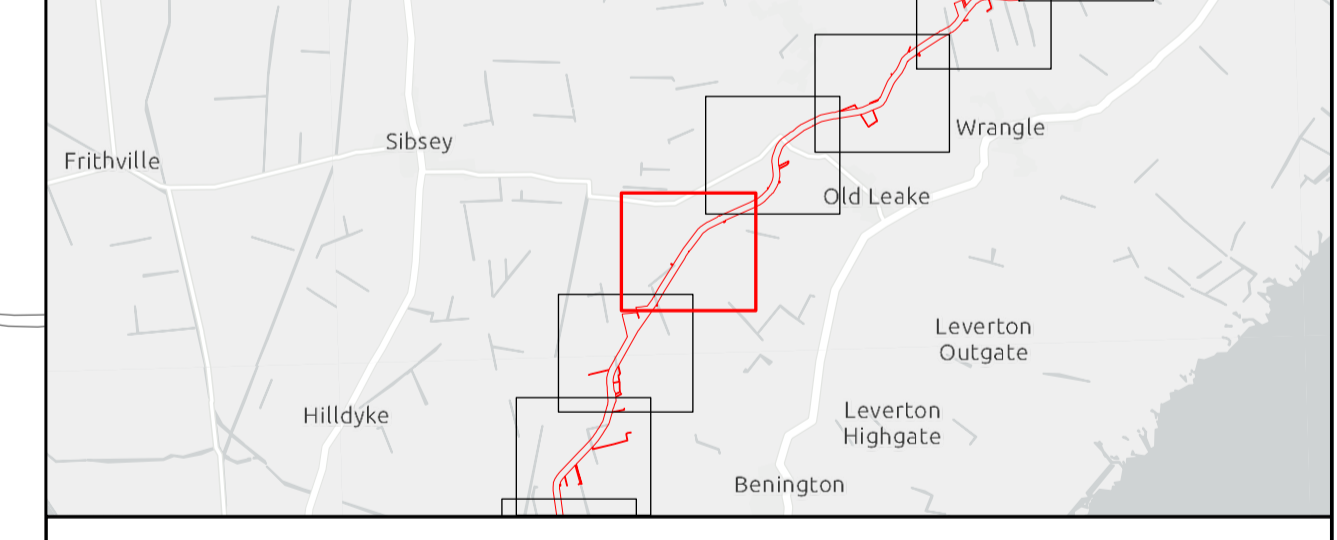 Wrangle
Sibsey
Frithville
Old Leake
Leverton
Outgate
Hilldyke
Leverton
Highgate
Benington